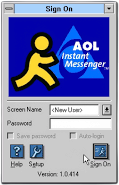 Sign On
AOL
Instant
Messenger
Screen Name <New User>
Password
Save password Auto-login
Help Setup Sign On
Version: 1.0.414